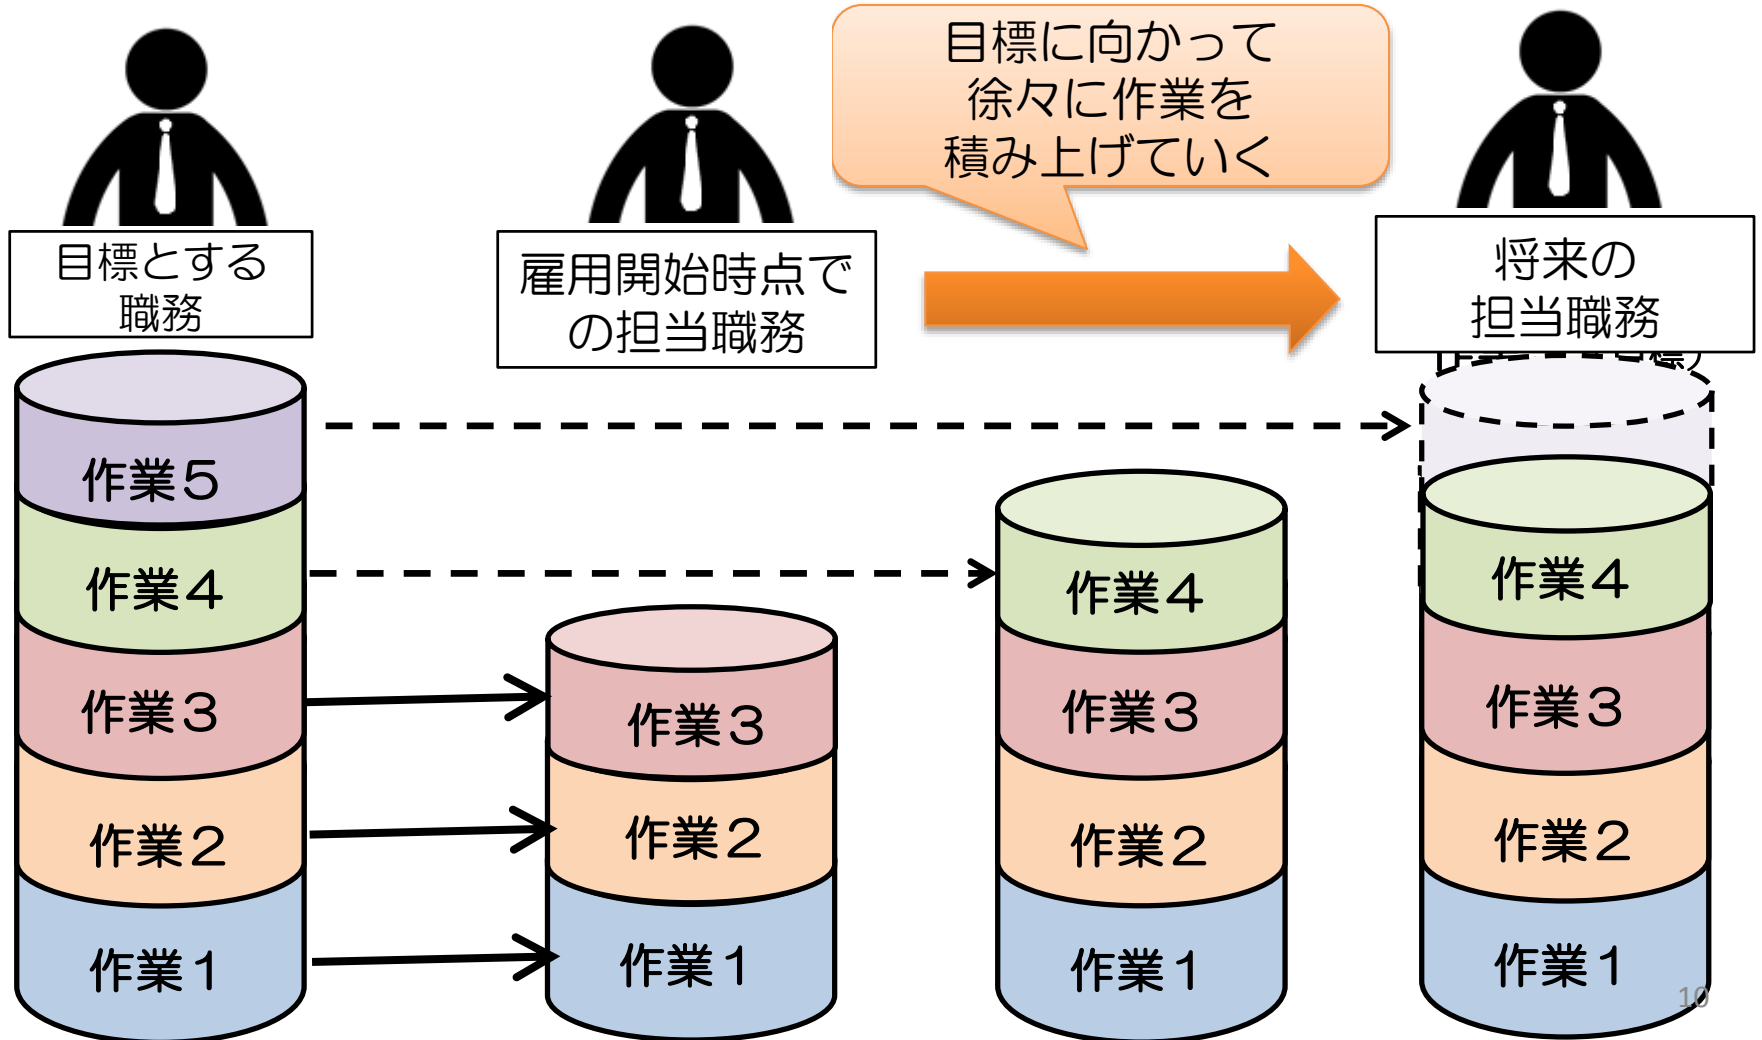 目標に向かって
徐々に作業を
積み上げていく
目標とする
職務
雇用開始時点で
の担当職務
将来の
担当職務
作業５
作業４
作業３
作業２
作業１
作業３
作業２
作業１
作業４
作業３
作業２
作業１
作業４
作業３
作業２
作業１
10